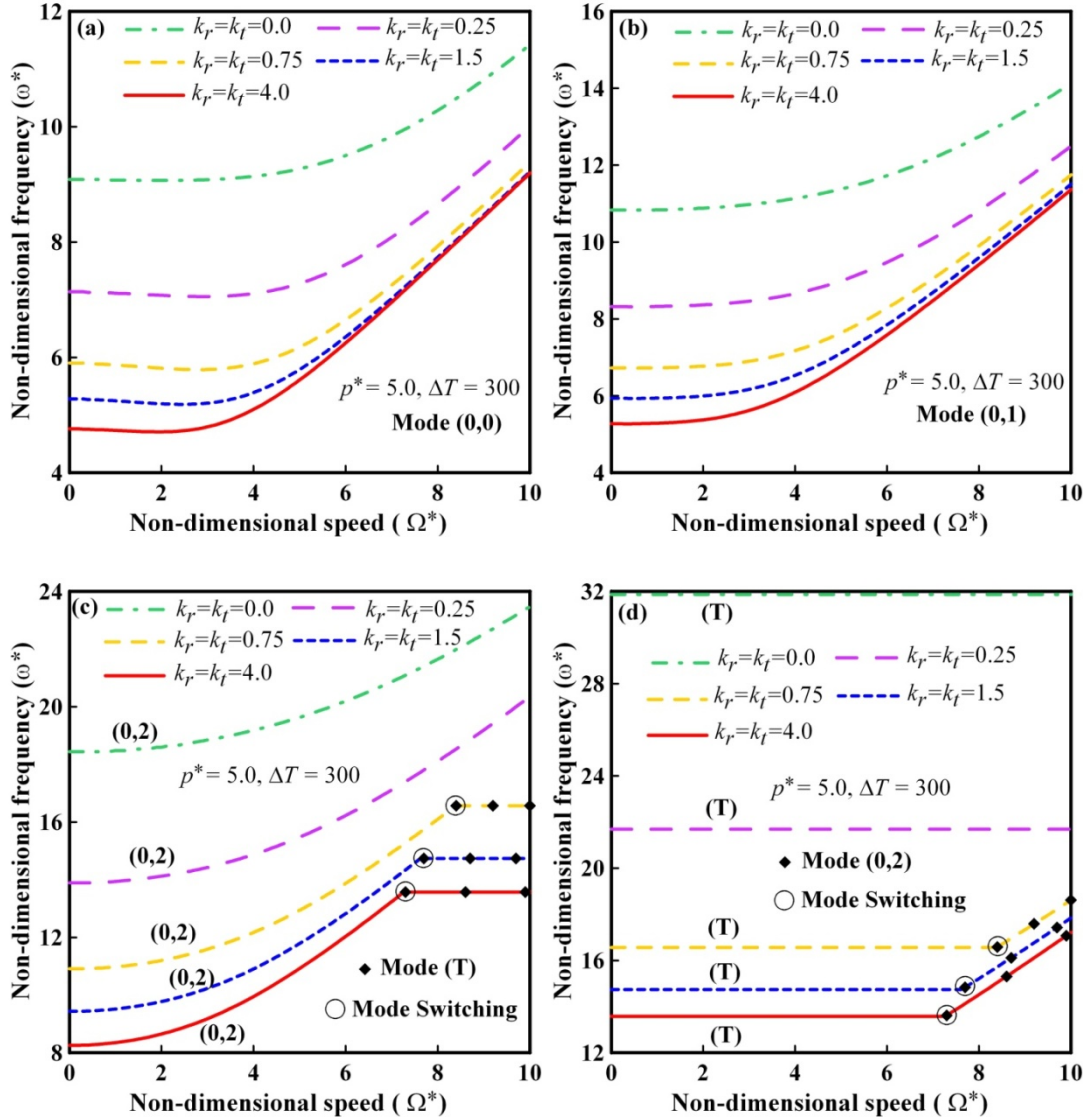 (a)
k_r=k_t=0.0 k_r=k_t=0.25
k_r=k_t=0.75 k_r=k_t=1.5
k_r=k_t=4.0
p*= 5.0, ΔT = 300
Mode (0,0)
12
10
8
6
4
0 2 4 6 8 10
Non-dimensional frequency (ω*)
Non-dimensional speed ( Ω*)
(b)
k_r=k_t=0.0 k_r=k_t=0.25
k_r=k_t=0.75 k_r=k_t=1.5
k_r=k_t=4.0
p*= 5.0, ΔT = 300
Mode (0,1)
16
14
12
10
8
6
4
0 2 4 6 8 10
Non-dimensional frequency (ω*)
Non-dimensional speed ( Ω*)
(c)
k_r=k_t=0.0 k_r=k_t=0.25
k_r=k_t=0.75 k_r=k_t=1.5
k_r=k_t=4.0
(0,2)
p*= 5.0, ΔT = 300
(0,2)
(0,2)
(0,2)
(0,2)
Mode (T)
Mode Switching
24
20
16
12
8
0 2 4 6 8 10
Non-dimensional frequency (ω*)
Non-dimensional speed ( Ω*)
(d)
(T)
k_r=k_t=0.0 k_r=k_t=0.25
k_r=k_t=0.75 k_r=k_t=1.5
k_r=k_t=4.0
p*= 5.0, ΔT = 300
(T)
Mode (0,2)
Mode Switching
(T)
(T)
(T)
32
28
24
20
16
12
0 2 4 6 8 10
Non-dimensional frequency (ω*)
Non-dimensional speed ( Ω*)